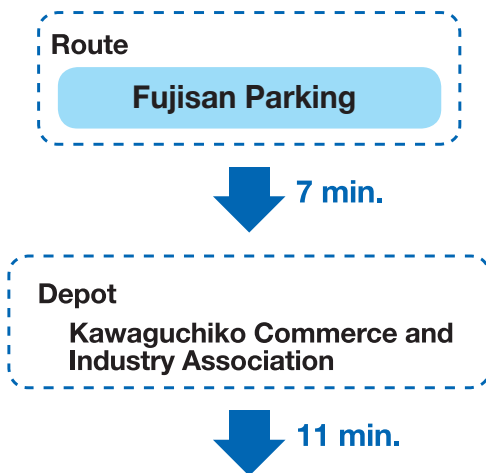 Route
Fujisan Parking
7 min.
Depot
Kawaguchiko Commerce and
Industry Association
11 min.